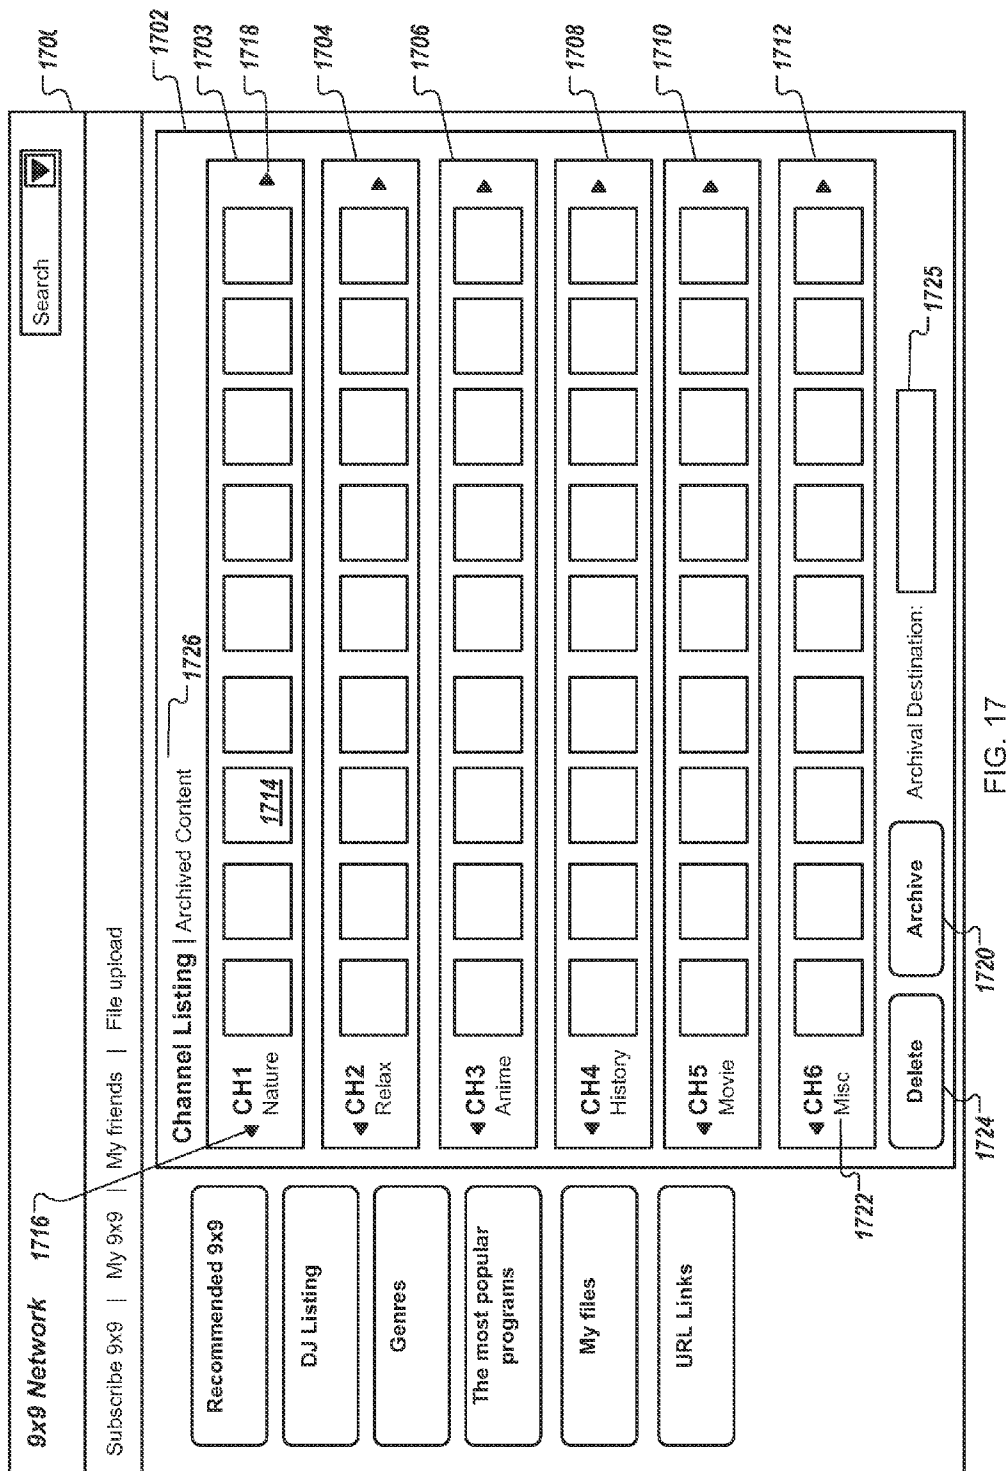 9x9 Network
Search
Subscribe 9x9 | My 9x9 | My friends | File upload
Recommended 9x9
DJ Listing
Genres
The most popular
programs
My files
URL Links
Channel Listing | Archived Content
CH1
Nature
1714
CH2
Relax
CH3
Anime
CH4
History
CH5
Movie
CH6
Misc
Delete
Archive
Archival Destination:
1716
1702
1703
1718
1704
1706
1708
1710
1712
1726
1725
1722
1724
1720
FIG. 17